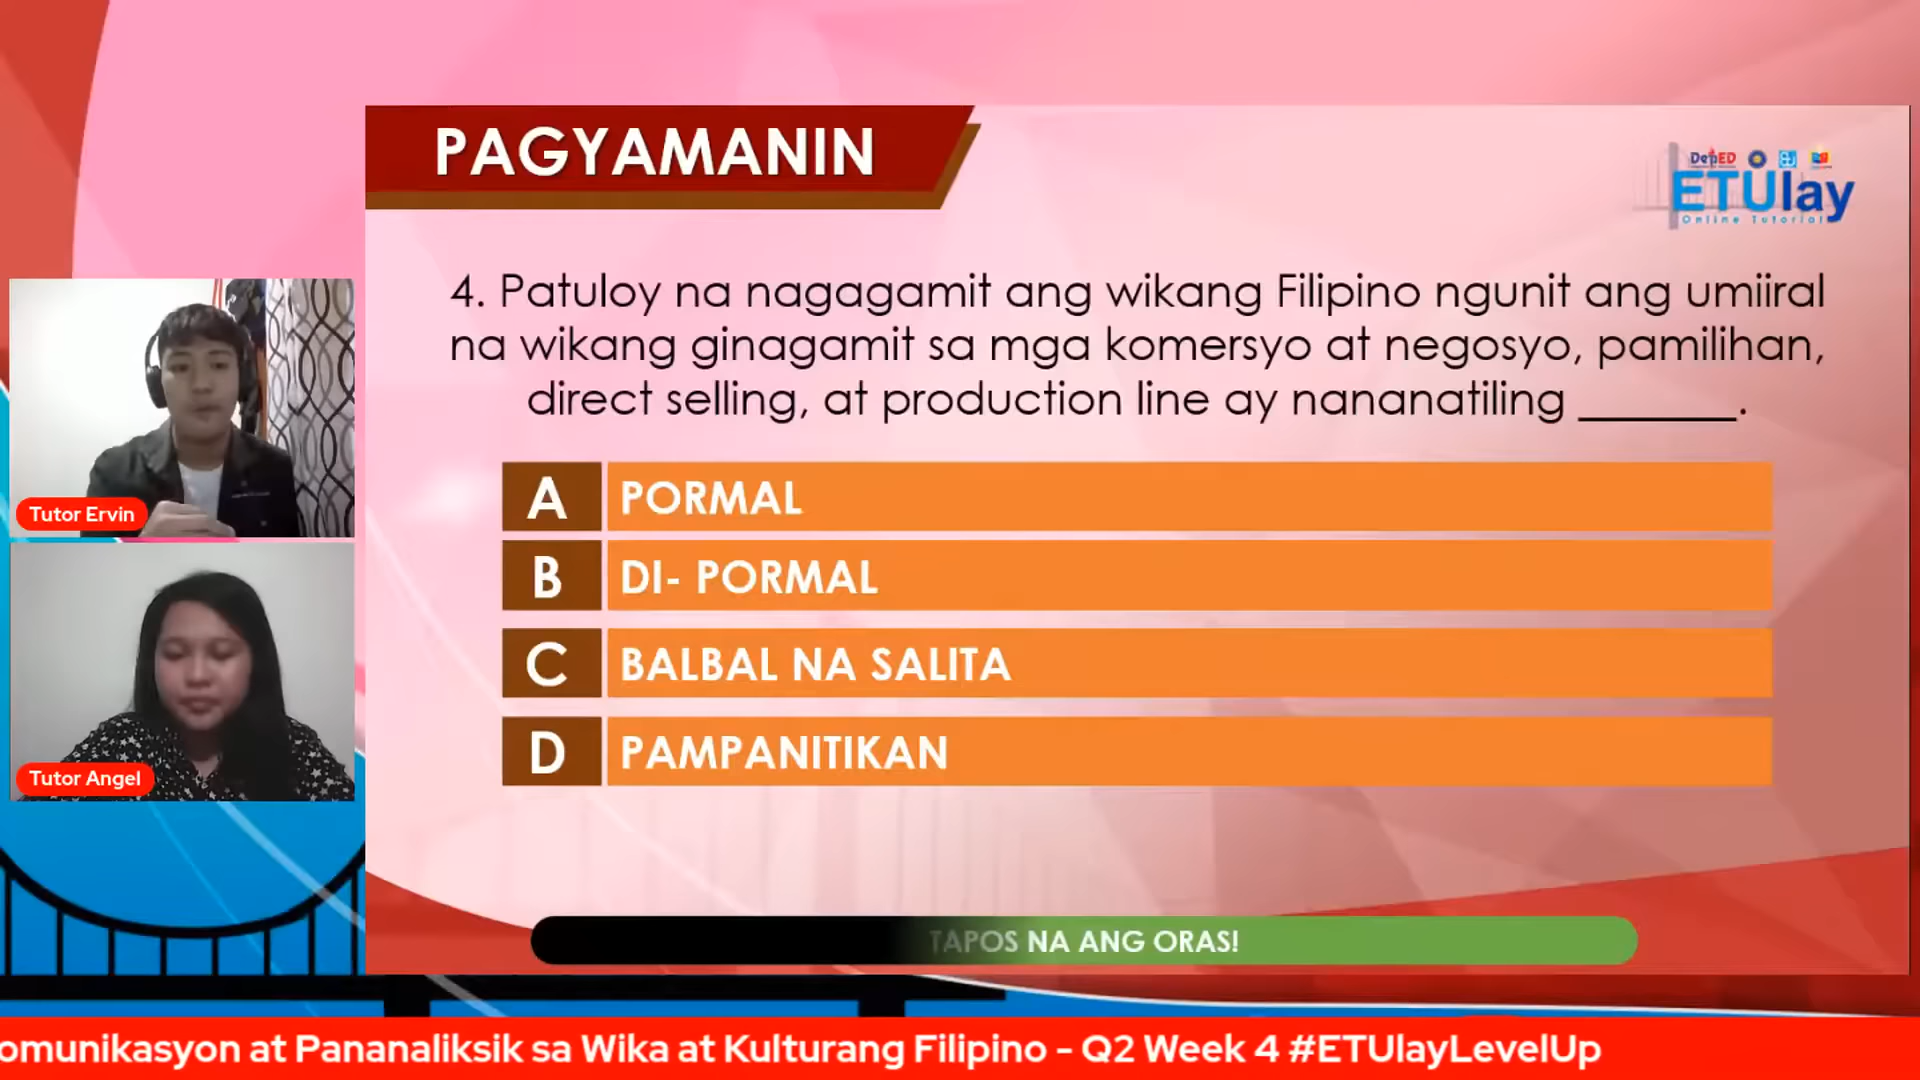 PAGYAMANIN
DepED
ETUlay
Online Tutorial
4. Patuloy na nagagamit ang wikang Filipino ngunit ang umiiral
na wikang ginagamit sa mga komersyo at negosyo, pamilihan,
direct selling, at production line ay nananatiling _______.
A PORMAL
B DI- PORMAL
C BALBAL NA SALITA
D PAMPANITIKAN
Tutor Ervin
Tutor Angel
TAPOS NA ANG ORAS!
omunikasyon at Pananaliksik sa Wika at Kulturang Filipino - Q2 Week 4 #ETUlayLevelUp